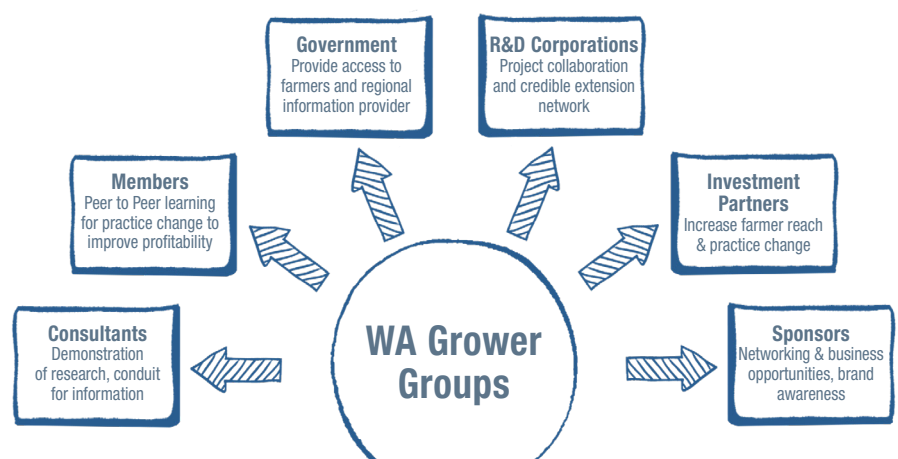 Government
Provide access to
farmers and regional
information provider
R&D Corporations
Project collaboration
and credible extension
network
Members
Peer to Peer learning
for practice change to
improve profitability
Investment
Partners
Increase farmer reach
& practice change
Consultants
Demonstration
of research, conduit
for information
WA Grower
Groups
Sponsors
Networking & business
opportunities, brand
awareness